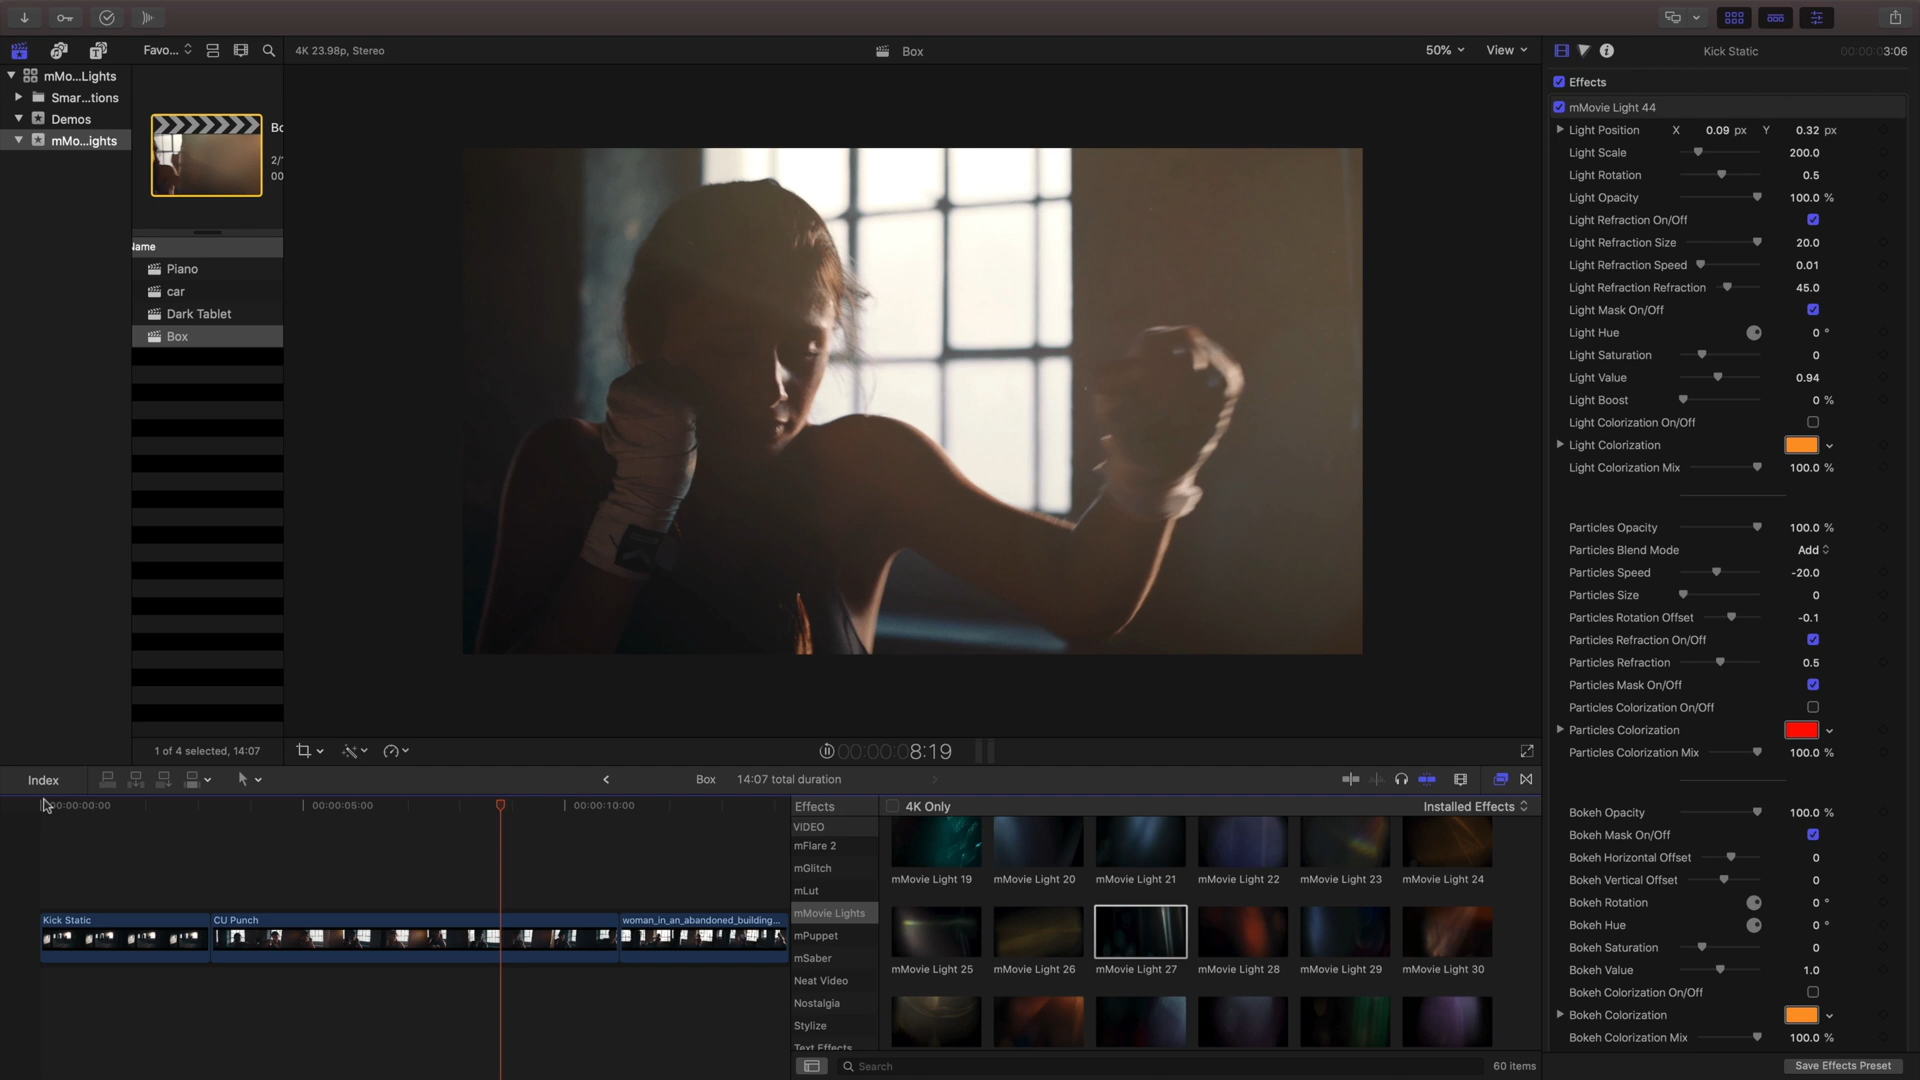 Favo...
4K 23.98p, Stereo
Box
50%
View
Kick Static
00:00:03:06
mMo...Lights
Smar...tions
Demos
mMo...ights
2/
00
Name
Piano
car
Dark Tablet
Box
1 of 4 selected, 14:07
00:00:08:19
Effects
mMovie Light 44
Light Position X 0.09 px Y 0.32 px
Light Scale 200.0
Light Rotation 0.5
Light Opacity 100.0 %
Light Refraction On/Off
Light Refraction Size 20.0
Light Refraction Speed 0.01
Light Refraction Refraction 45.0
Light Mask On/Off
Light Hue 0 °
Light Saturation 0
Light Value 0.94
Light Boost 0 %
Light Colorization On/Off
Light Colorization
Light Colorization Mix 100.0 %
Particles Opacity 100.0 %
Particles Blend Mode Add
Particles Speed -20.0
Particles Size 0
Particles Rotation Offset -0.1
Particles Refraction On/Off
Particles Refraction 0.5
Particles Mask On/Off
Particles Colorization On/Off
Particles Colorization
Particles Colorization Mix 100.0 %
Bokeh Opacity 100.0 %
Bokeh Mask On/Off
Bokeh Horizontal Offset 0
Bokeh Vertical Offset 0
Bokeh Rotation 0 °
Bokeh Hue 0 °
Bokeh Saturation 0
Bokeh Value 1.0
Bokeh Colorization On/Off
Bokeh Colorization
Bokeh Colorization Mix 100.0 %
Save Effects Preset
Index
Box 14:07 total duration
00:00:00:00
00:00:05:00
00:00:10:00
Kick Static
CU Punch
woman_in_an_abandoned_building...
Effects
VIDEO
mFlare 2
mGlitch
mLut
mMovie Lights
mPuppet
mSaber
Neat Video
Nostalgia
Stylize
Text Effects
4K Only
Installed Effects
mMovie Light 19
mMovie Light 20
mMovie Light 21
mMovie Light 22
mMovie Light 23
mMovie Light 24
mMovie Light 25
mMovie Light 26
mMovie Light 27
mMovie Light 28
mMovie Light 29
mMovie Light 30
Search
60 items